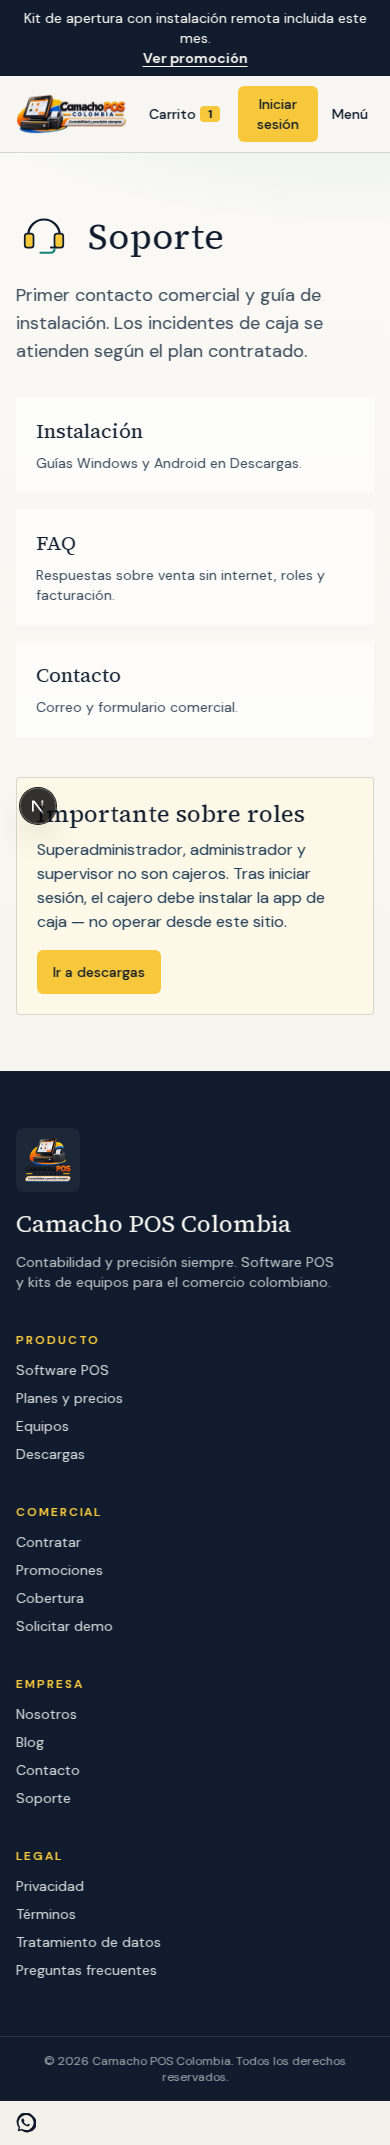 Kit de apertura con instalación remota incluida este
mes.
Ver promoción
Camacho POS
COLOMBIA
Contabilidad y precisión siempre.
Carrito 1
Iniciar
sesión
Menú
Soporte
Primer contacto comercial y guía de
instalación. Los incidentes de caja se
atienden según el plan contratado.
Instalación
Guías Windows y Android en Descargas.
FAQ
Respuestas sobre venta sin internet, roles y
facturación.
Contacto
Correo y formulario comercial.
N
Importante sobre roles
Superadministrador, administrador y
supervisor no son cajeros. Tras iniciar
sesión, el cajero debe instalar la app de
caja — no operar desde este sitio.
Ir a descargas
Camacho POS Colombia
Contabilidad y precisión siempre. Software POS
y kits de equipos para el comercio colombiano.
PRODUCTO
Software POS
Planes y precios
Equipos
Descargas
COMERCIAL
Contratar
Promociones
Cobertura
Solicitar demo
EMPRESA
Nosotros
Blog
Contacto
Soporte
LEGAL
Privacidad
Términos
Tratamiento de datos
Preguntas frecuentes
© 2026 Camacho POS Colombia. Todos los derechos
reservados.